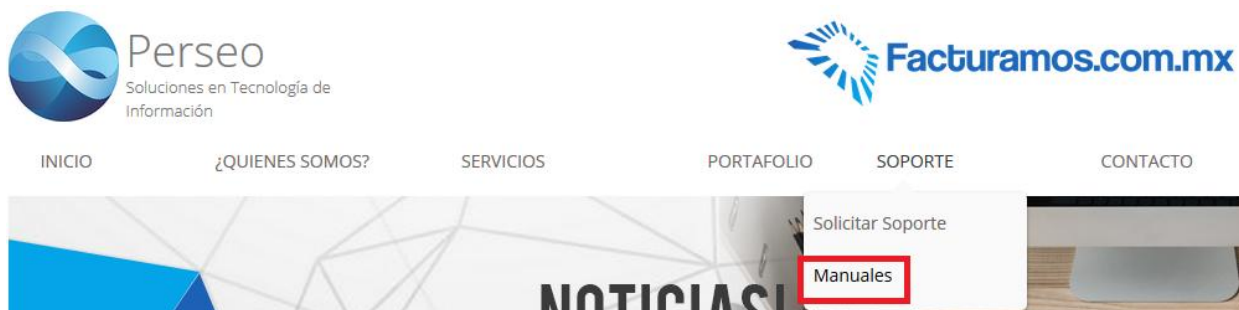 Perseo
Soluciones en Tecnología de
Información
Facturamos.com.mx
INICIO
¿QUIENES SOMOS?
SERVICIOS
PORTAFOLIO
SOPORTE
CONTACTO
Solicitar Soporte
Manuales
NOTICIAS!